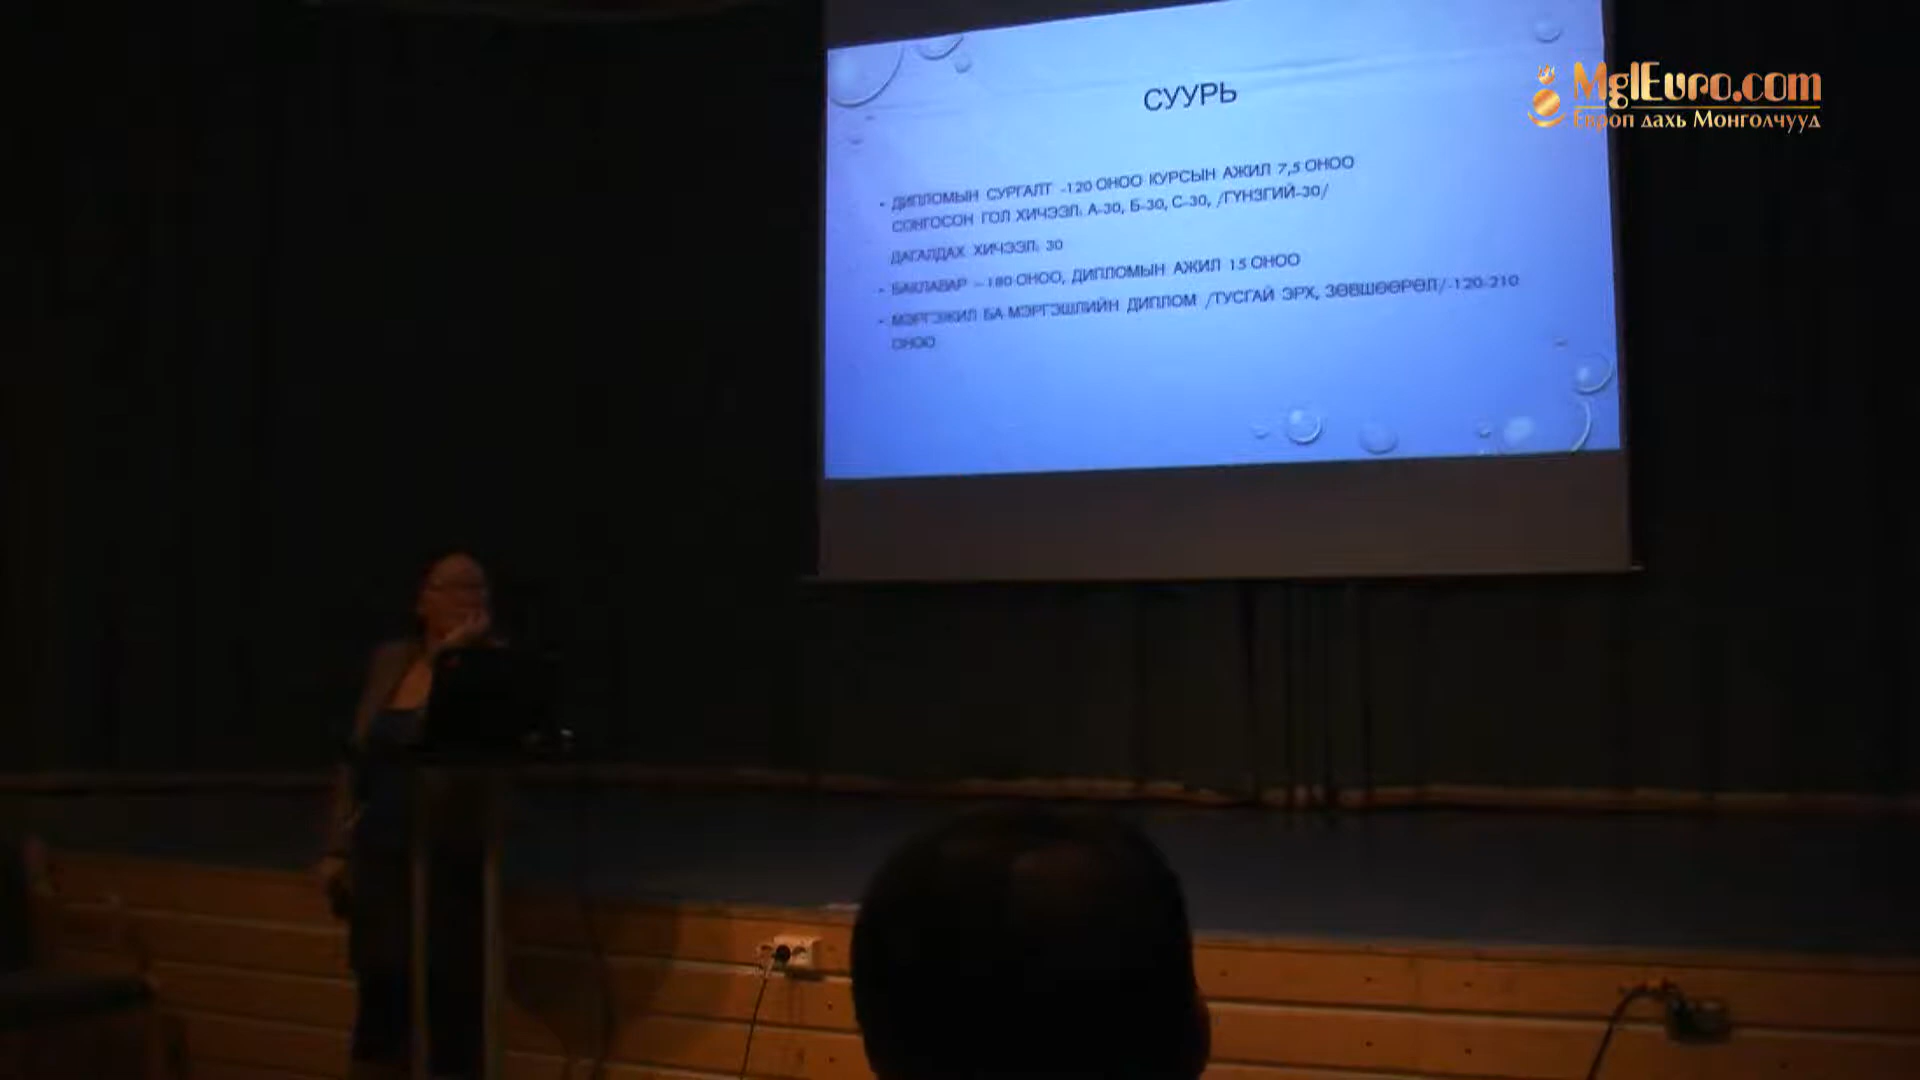 СУУРЬ
MglEuro.com
Европ дахь Монголчууд
• ДИПЛОМЫН СУРГАЛТ -120 ОНОО КУРСЫН АЖИЛ 7,5 ОНОО
СОНГОСОН ГОЛ ХИЧЭЭЛ: А-30, Б-30, С-30, /ГҮНЗГИЙ-30/
ДАГАЛДАХ ХИЧЭЭЛ: 30
• БАКЛАВАР – 180 ОНОО, ДИПЛОМЫН АЖИЛ 15 ОНОО
• МЭРГЭЖИЛ БА МЭРГЭШЛИЙН ДИПЛОМ /ТУСГАЙ ЭРХ, ЗӨВШӨӨРӨЛ/-120-210
ОНОО